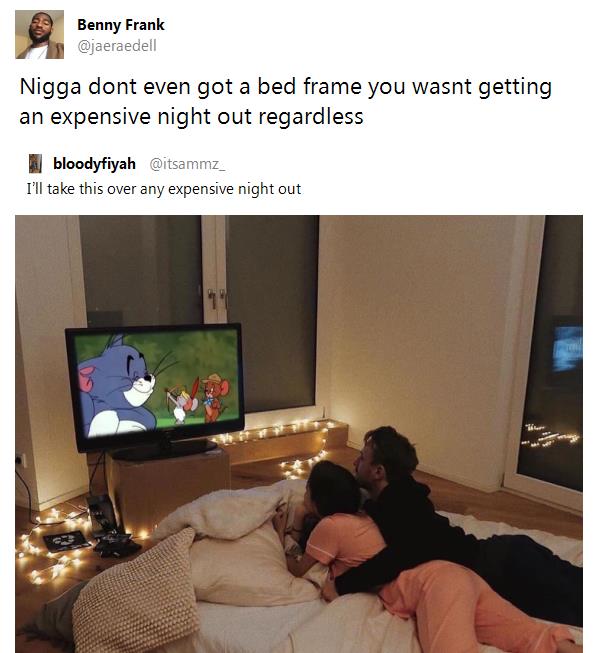 Benny Frank
@jaeraedell
Nigga dont even got a bed frame you wasnt getting
an expensive night out regardless
bloodyfiyah @itsammz_
I'll take this over any expensive night out